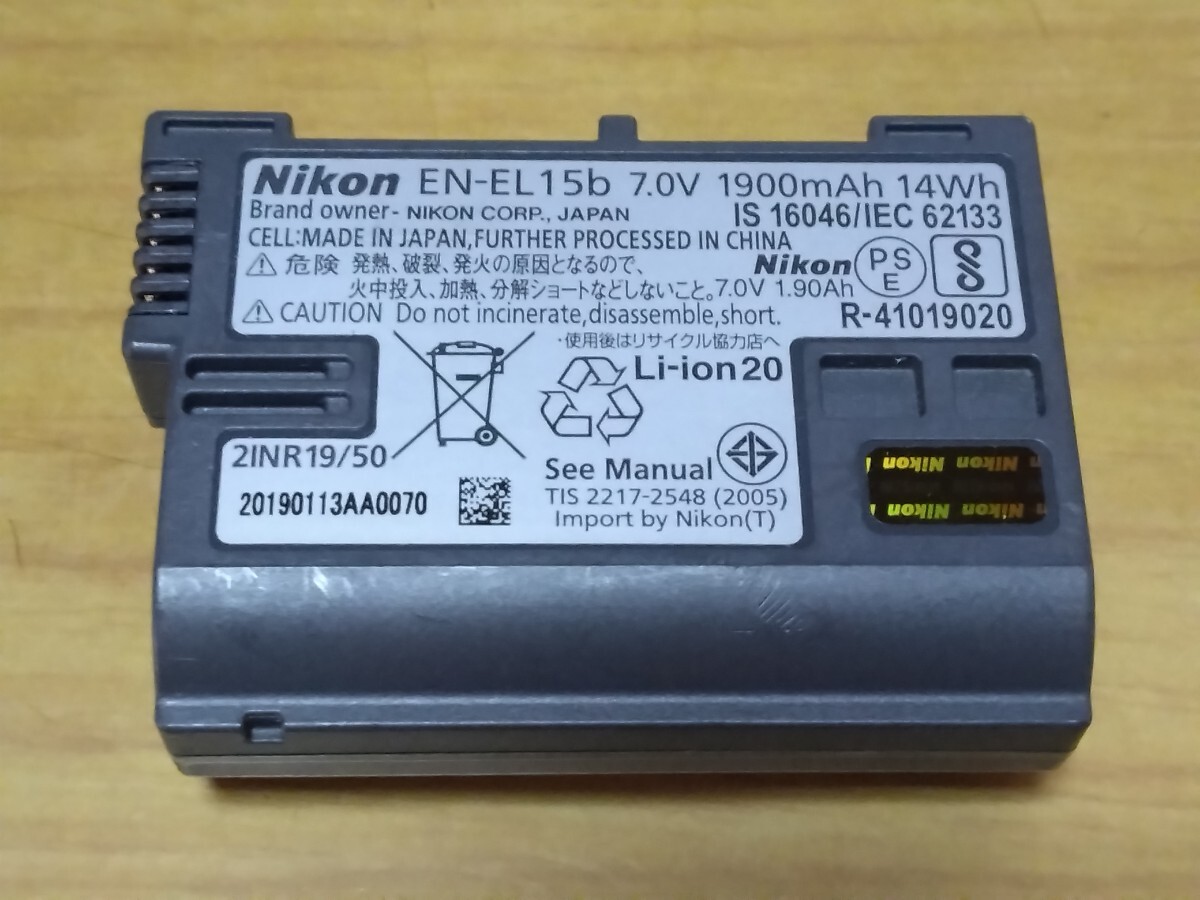 Nikon EN-EL15b 7.0V 1900mAh 14Wh
Brand owner- NIKON CORP., JAPAN
IS 16046/IEC 62133
CELL:MADE IN JAPAN,FURTHER PROCESSED IN CHINA
⚠ 危険 発熱、破裂、発火の原因となるので、
火中投入、加熱、分解ショートなどしないこと。
Nikon
7.0V 1.90Ah
PS
E
R-41019020
⚠ CAUTION Do not incinerate,disassemble,short.
・使用後はリサイクル協力店へ
Li-ion20
2INR19/50
20190113AA0070
See Manual
TIS 2217-2548 (2005)
Import by Nikon(T)
Nikon Nikon
Nikon Nikon